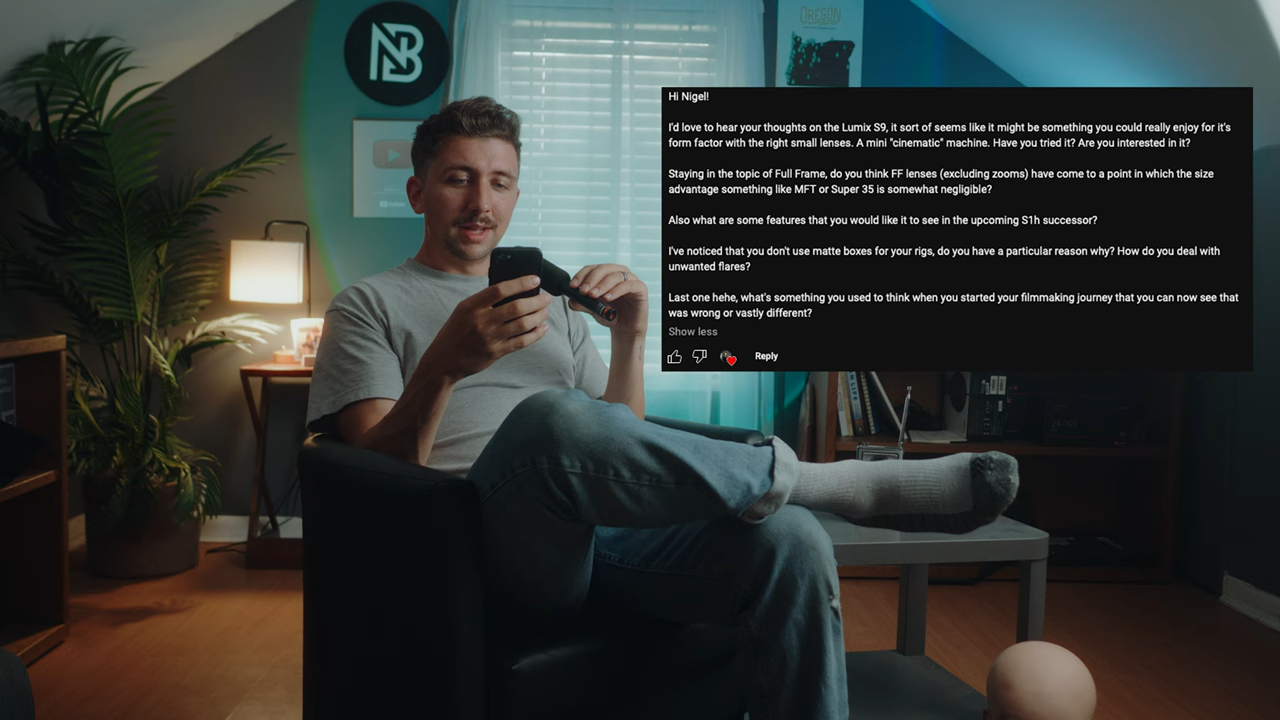 NB
OREGON
YouTube
Hi Nigel!
I'd love to hear your thoughts on the Lumix S9, it sort of seems like it might be something you could really enjoy for it's
form factor with the right small lenses. A mini "cinematic" machine. Have you tried it? Are you interested in it?
Staying in the topic of Full Frame, do you think FF lenses (excluding zooms) have come to a point in which the size
advantage something like MFT or Super 35 is somewhat negligible?
Also what are some features that you would like it to see in the upcoming S1h successor?
I've noticed that you don't use matte boxes for your rigs, do you have a particular reason why? How do you deal with
unwanted flares?
Last one hehe, what's something you used to think when you started your filmmaking journey that you can now see that
was wrong or vastly different?
Show less
Reply